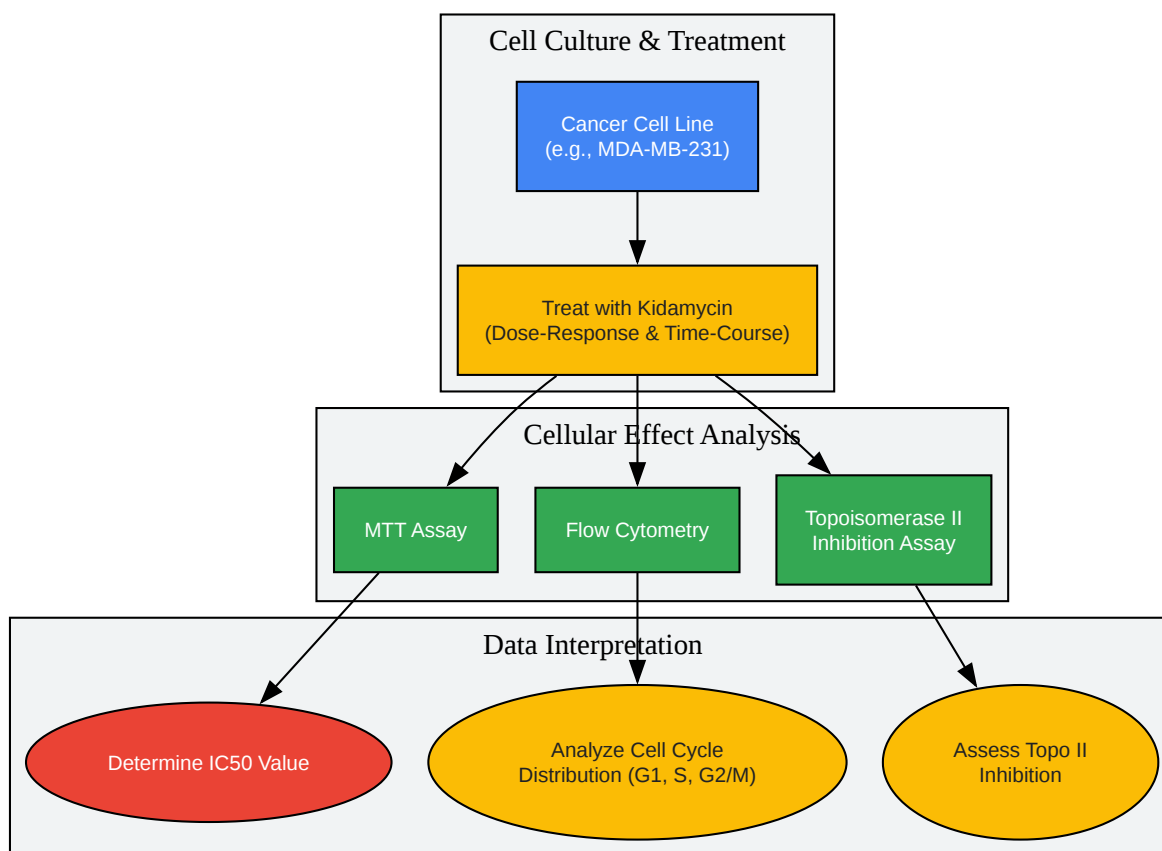 Cell Culture & Treatment
Cancer Cell Line
(e.g., MDA-MB-231)
Treat with Kidamycin
(Dose-Response & Time-Course)
Cellular Effect Analysis
MTT Assay
Flow Cytometry
Topoisomerase II
Inhibition Assay
Data Interpretation
Determine IC50 Value
Analyze Cell Cycle
Distribution (G1, S, G2/M)
Assess Topo II
Inhibition